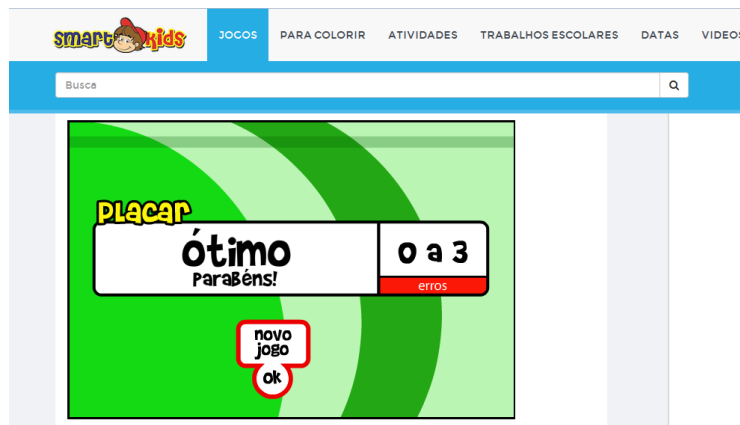 smart kids
JOGOS PARA COLORIR ATIVIDADES TRABALHOS ESCOLARES DATAS VIDEOS
Busca
PLacar
ótimo
ParaBéns!
0 a 3
erros
novo
jogo
ok